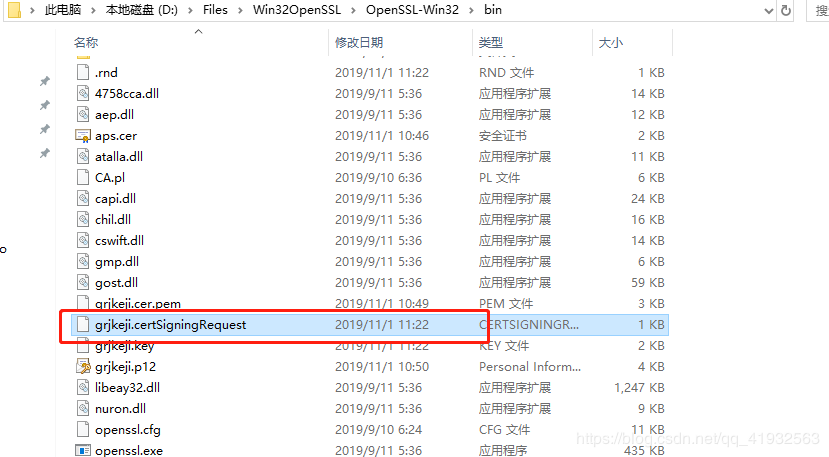 此电脑 > 本地磁盘 (D:) > Files > Win32OpenSSL > OpenSSL-Win32 > bin
搜
名称 修改日期 类型 大小
.rnd 2019/11/1 11:22 RND 文件 1 KB
4758cca.dll 2019/9/11 5:36 应用程序扩展 14 KB
aep.dll 2019/9/11 5:36 应用程序扩展 12 KB
aps.cer 2019/11/1 10:46 安全证书 2 KB
atalla.dll 2019/9/11 5:36 应用程序扩展 11 KB
CA.pl 2019/9/10 6:36 PL 文件 6 KB
capi.dll 2019/9/11 5:36 应用程序扩展 24 KB
chil.dll 2019/9/11 5:36 应用程序扩展 16 KB
cswift.dll 2019/9/11 5:36 应用程序扩展 14 KB
gmp.dll 2019/9/11 5:36 应用程序扩展 6 KB
o
gost.dll 2019/9/11 5:36 应用程序扩展 59 KB
grjkeji.cer.pem 2019/11/1 10:49 PEM 文件 3 KB
grjkeji.certSigningRequest 2019/11/1 11:22 CERTSIGNINGR... 1 KB
grjkeji.key 2019/11/1 11:22 KEY 文件 2 KB
grjkeji.p12 2019/11/1 10:50 Personal Inform... 4 KB
libeay32.dll 2019/9/11 5:36 应用程序扩展 1,247 KB
nuron.dll 2019/9/11 5:36 应用程序扩展 9 KB
openssl.cfg 2019/9/10 6:24 CFG 文件 11 KB
openssl.exe 2019/9/11 5:36 应用程序 435 KB
https://blog.csdn.net/qq_41932563